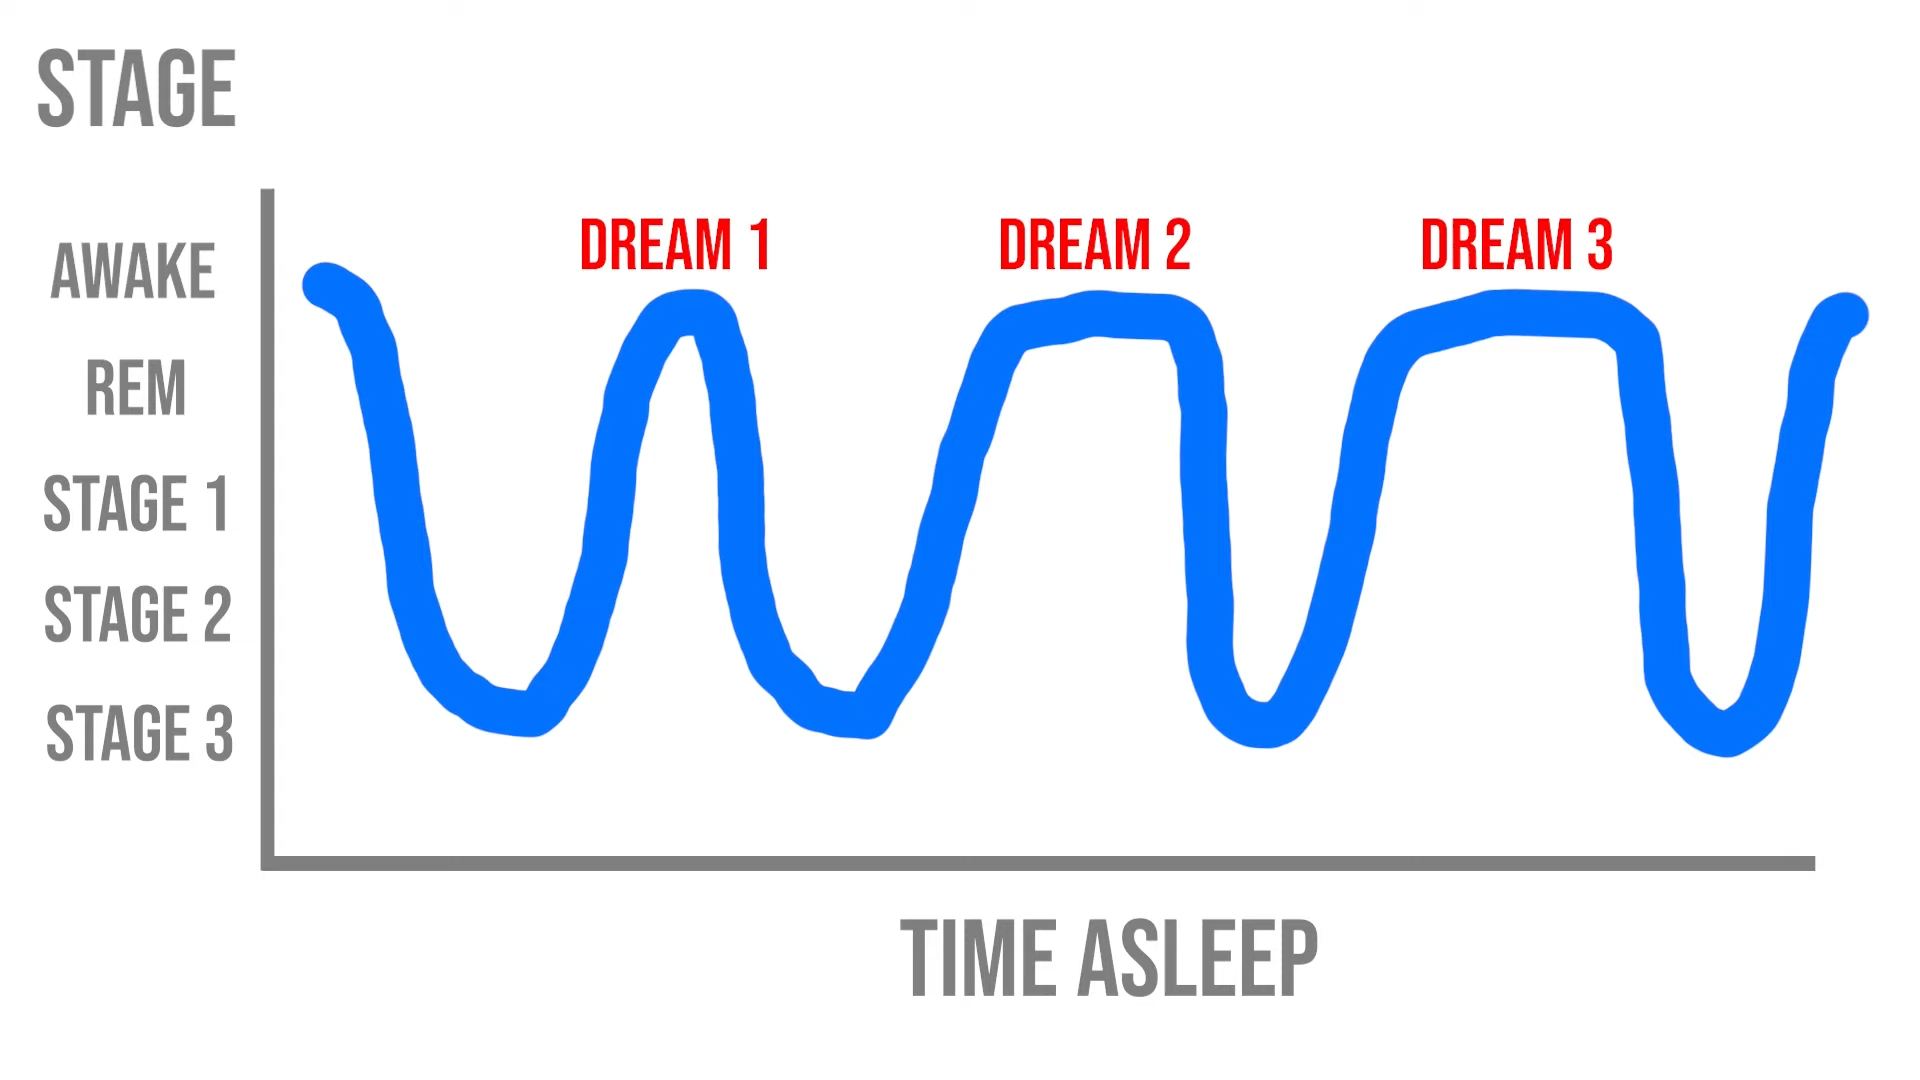 STAGE
DREAM 1
DREAM 2
DREAM 3
AWAKE
REM
STAGE 1
STAGE 2
STAGE 3
TIME ASLEEP